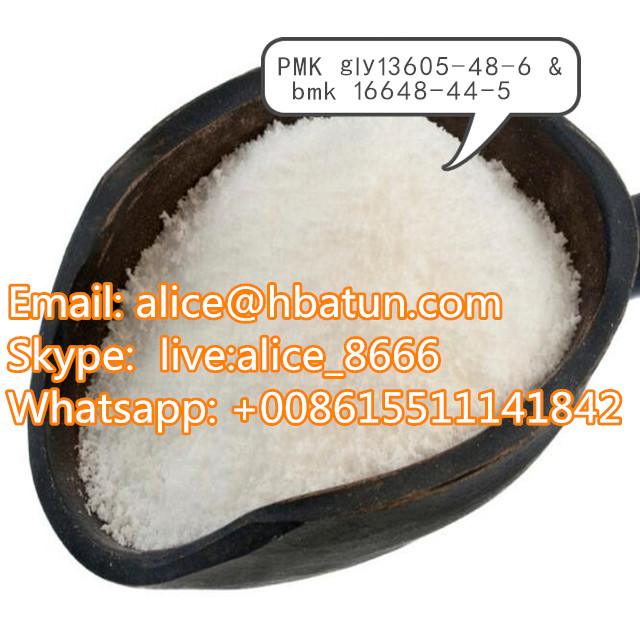 PMK gly13605-48-6 &
bmk 16648-44-5
Email: alice@hbatun.com
Skype: live:alice_8666
Whatsapp: +008615511141842